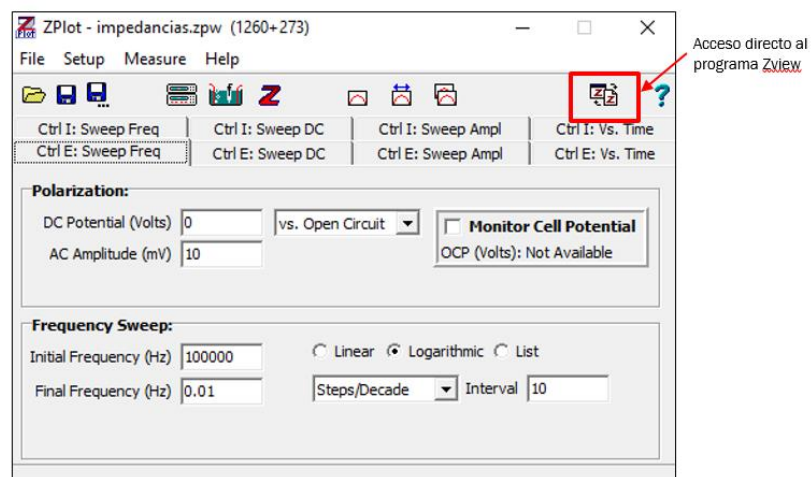 ZPlot - impedancias.zpw (1260+273)
Acceso directo al
programa Zview
File Setup Measure Help
Ctrl I: Sweep Freq Ctrl I: Sweep DC Ctrl I: Sweep Ampl Ctrl I: Vs. Time
Ctrl E: Sweep Freq Ctrl E: Sweep DC Ctrl E: Sweep Ampl Ctrl E: Vs. Time
Polarization:
DC Potential (Volts) 0 vs. Open Circuit Monitor Cell Potential
AC Amplitude (mV) 10 OCP (Volts): Not Available
Frequency Sweep:
Initial Frequency (Hz) 100000 Linear Logarithmic List
Final Frequency (Hz) 0.01 Steps/Decade Interval 10